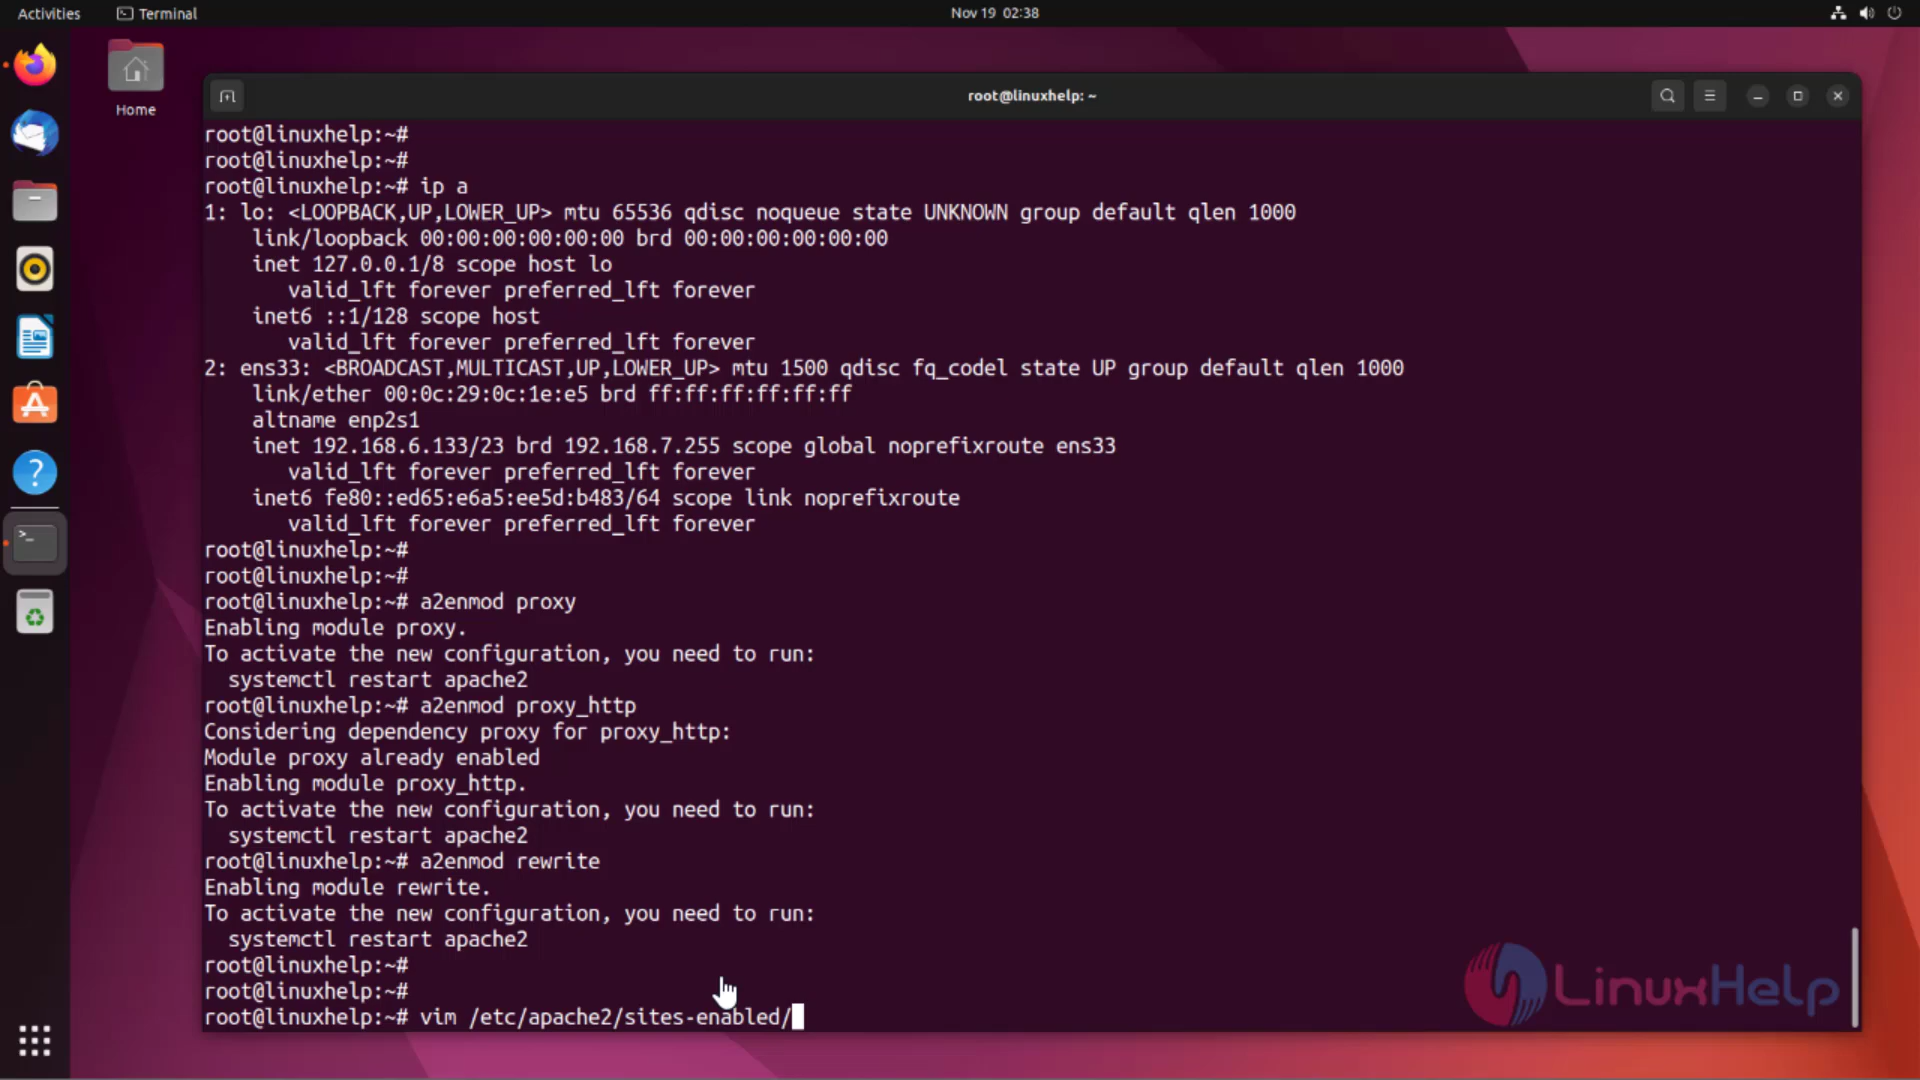 Activities
Terminal
Nov 19 02:38
Home
root@linuxhelp: ~
root@linuxhelp:~#
root@linuxhelp:~#
root@linuxhelp:~# ip a
1: lo: <LOOPBACK,UP,LOWER_UP> mtu 65536 qdisc noqueue state UNKNOWN group default qlen 1000
    link/loopback 00:00:00:00:00:00 brd 00:00:00:00:00:00
    inet 127.0.0.1/8 scope host lo
       valid_lft forever preferred_lft forever
    inet6 ::1/128 scope host
       valid_lft forever preferred_lft forever
2: ens33: <BROADCAST,MULTICAST,UP,LOWER_UP> mtu 1500 qdisc fq_codel state UP group default qlen 1000
    link/ether 00:0c:29:0c:1e:e5 brd ff:ff:ff:ff:ff:ff
    altname enp2s1
    inet 192.168.6.133/23 brd 192.168.7.255 scope global noprefixroute ens33
       valid_lft forever preferred_lft forever
    inet6 fe80::ed65:e6a5:ee5d:b483/64 scope link noprefixroute
       valid_lft forever preferred_lft forever
root@linuxhelp:~#
root@linuxhelp:~#
root@linuxhelp:~# a2enmod proxy
Enabling module proxy.
To activate the new configuration, you need to run:
  systemctl restart apache2
root@linuxhelp:~# a2enmod proxy_http
Considering dependency proxy for proxy_http:
Module proxy already enabled
Enabling module proxy_http.
To activate the new configuration, you need to run:
  systemctl restart apache2
root@linuxhelp:~# a2enmod rewrite
Enabling module rewrite.
To activate the new configuration, you need to run:
  systemctl restart apache2
root@linuxhelp:~#
root@linuxhelp:~#
root@linuxhelp:~# vim /etc/apache2/sites-enabled/
LinuxHelp